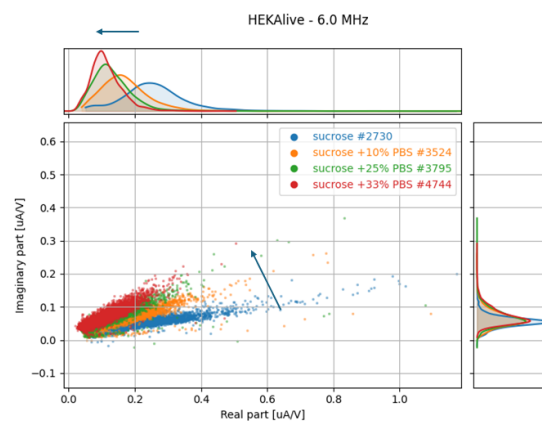 HEKAlive - 6.0 MHz
0.6
0.5
0.4
0.3
0.2
0.1
0.0
−0.1
Imaginary part [uA/V]
sucrose #2730
sucrose +10% PBS #3524
sucrose +25% PBS #3795
sucrose +33% PBS #4744
0.0 0.2 0.4 0.6 0.8 1.0
Real part [uA/V]